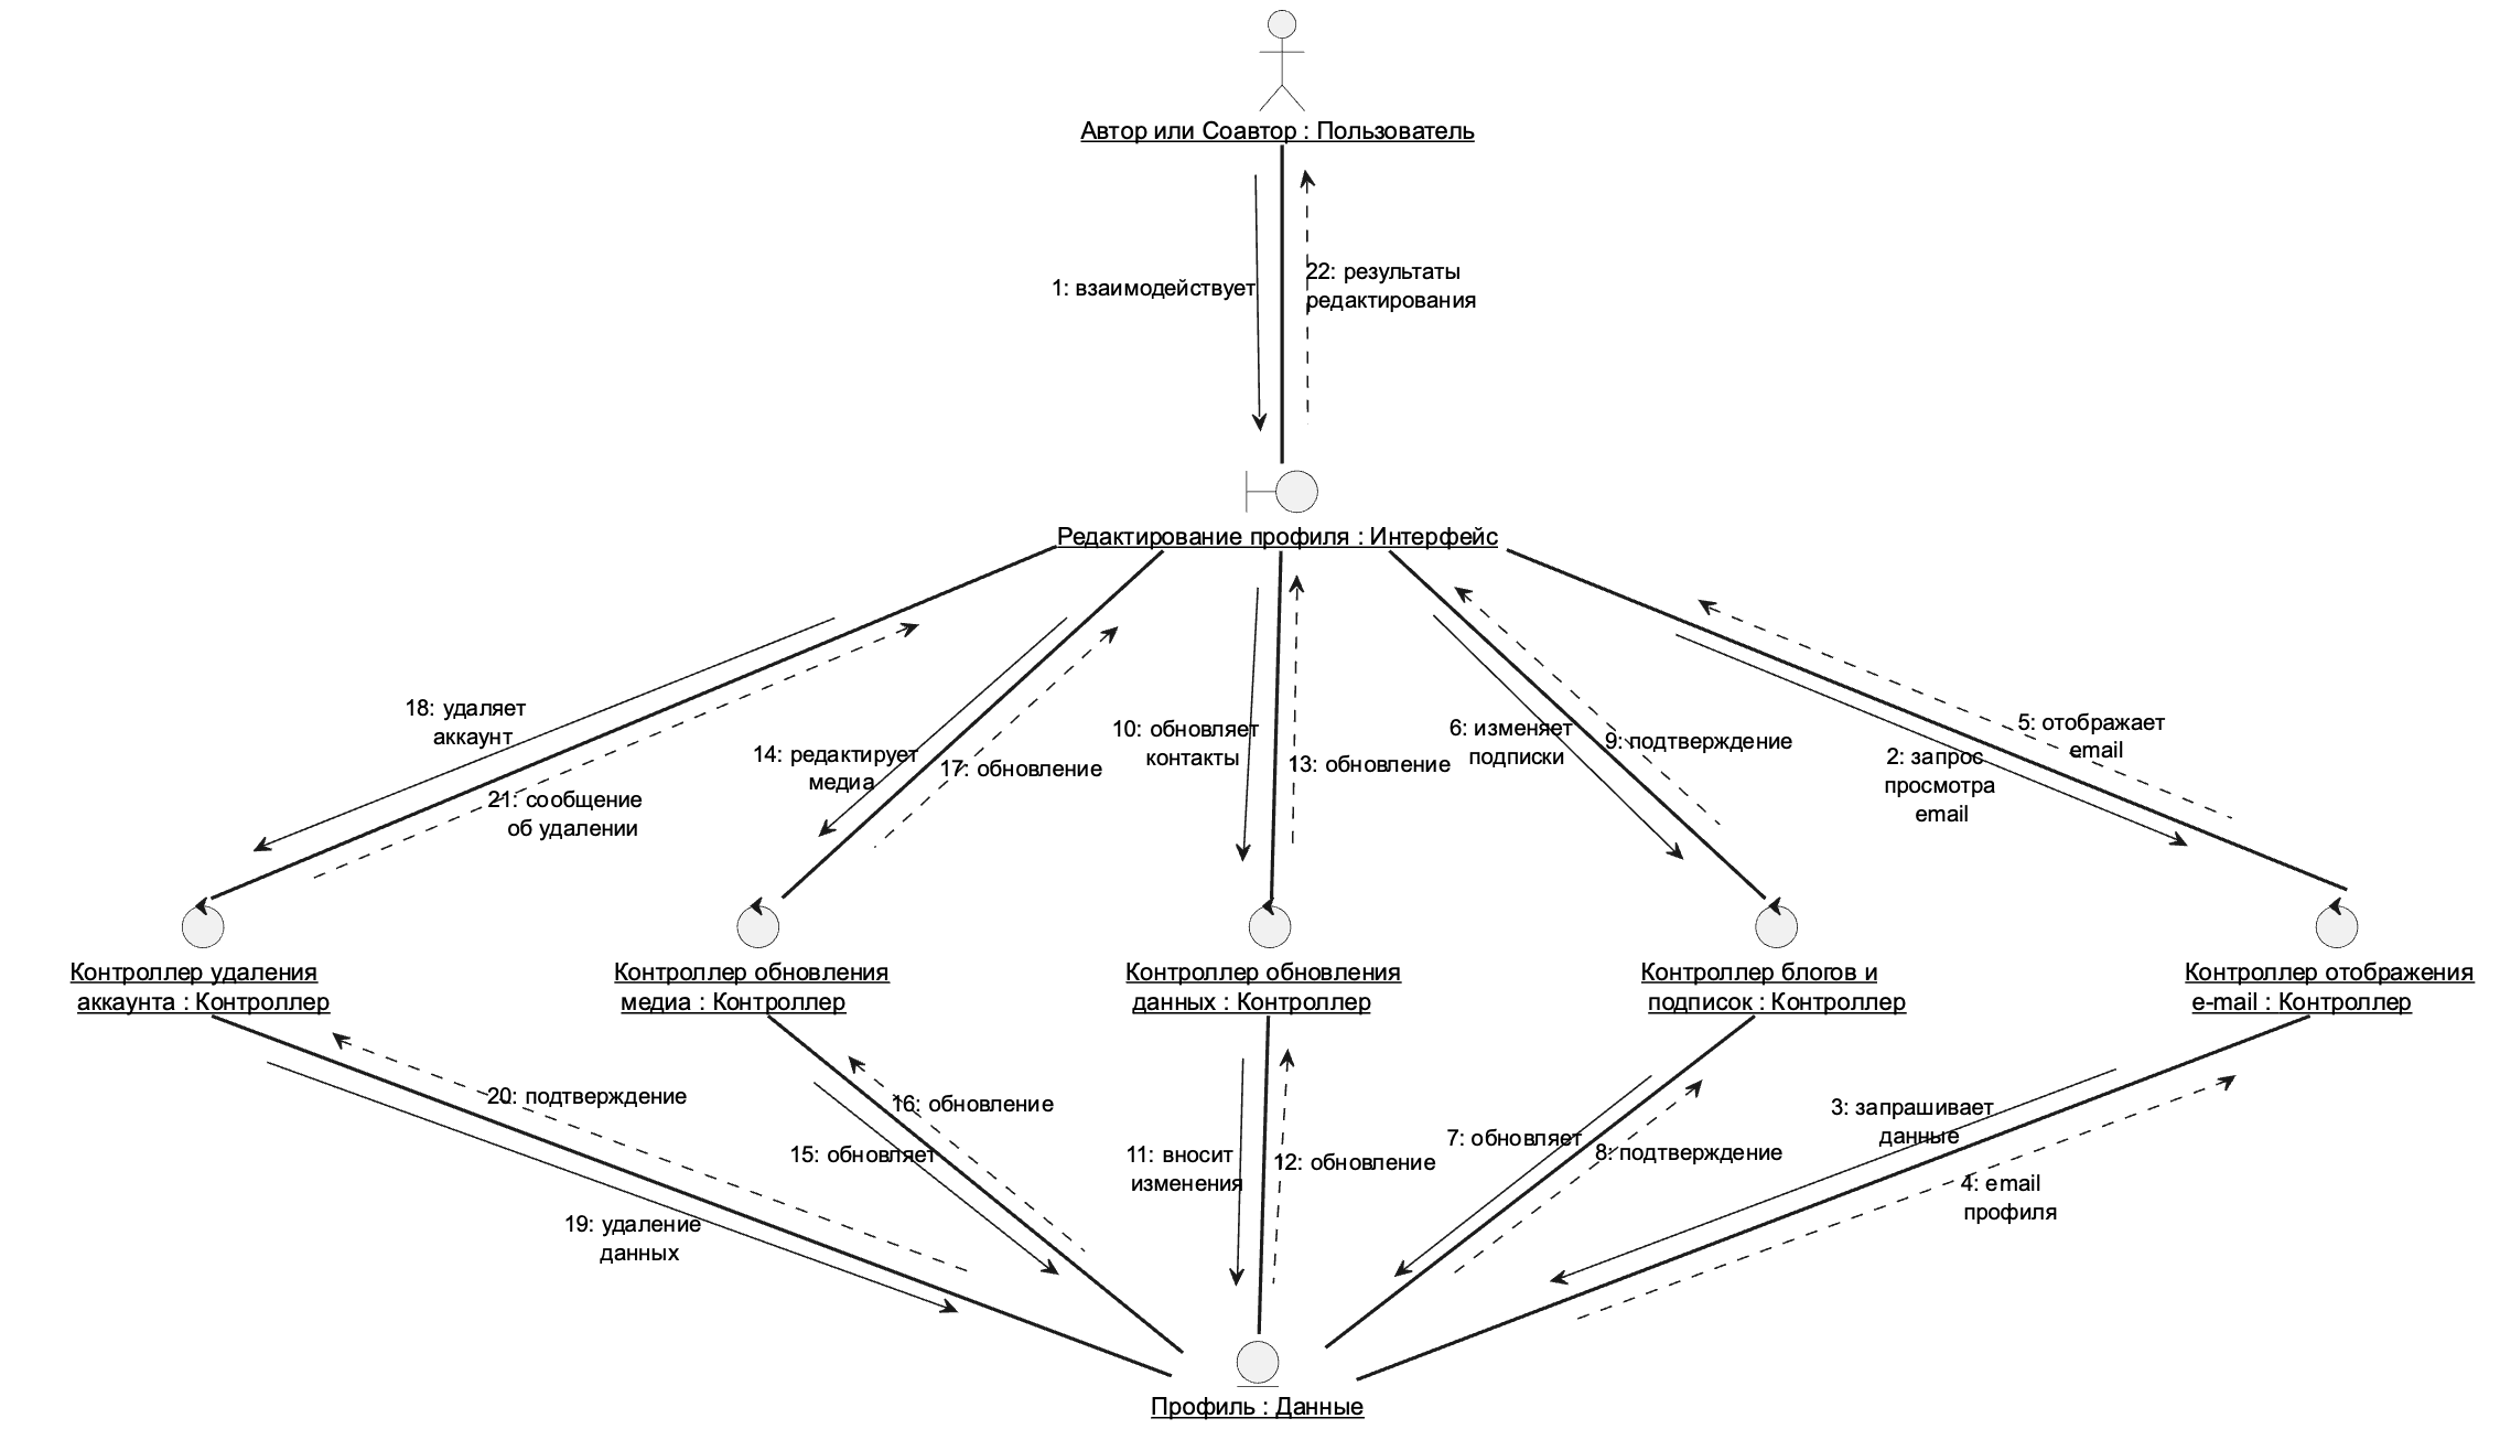 Автор или Соавтор : Пользователь
1: взаимодействует
22: результаты
редактирования
Редактирование профиля : Интерфейс
18: удаляет
аккаунт
21: сообщение
об удалении
14: редактирует
медиа
17: обновление
10: обновляет
контакты
13: обновление
6: изменяет
подписки
9: подтверждение
5: отображает
email
2: запрос
просмотра
email
Контроллер удаления
аккаунта : Контроллер
Контроллер обновления
медиа : Контроллер
Контроллер обновления
данных : Контроллер
Контроллер блогов и
подписок : Контроллер
Контроллер отображения
e-mail : Контроллер
20: подтверждение
19: удаление
данных
16: обновление
15: обновляет
11: вносит
изменения
12: обновление
7: обновляет
8: подтверждение
3: запрашивает
данные
4: email
профиля
Профиль : Данные